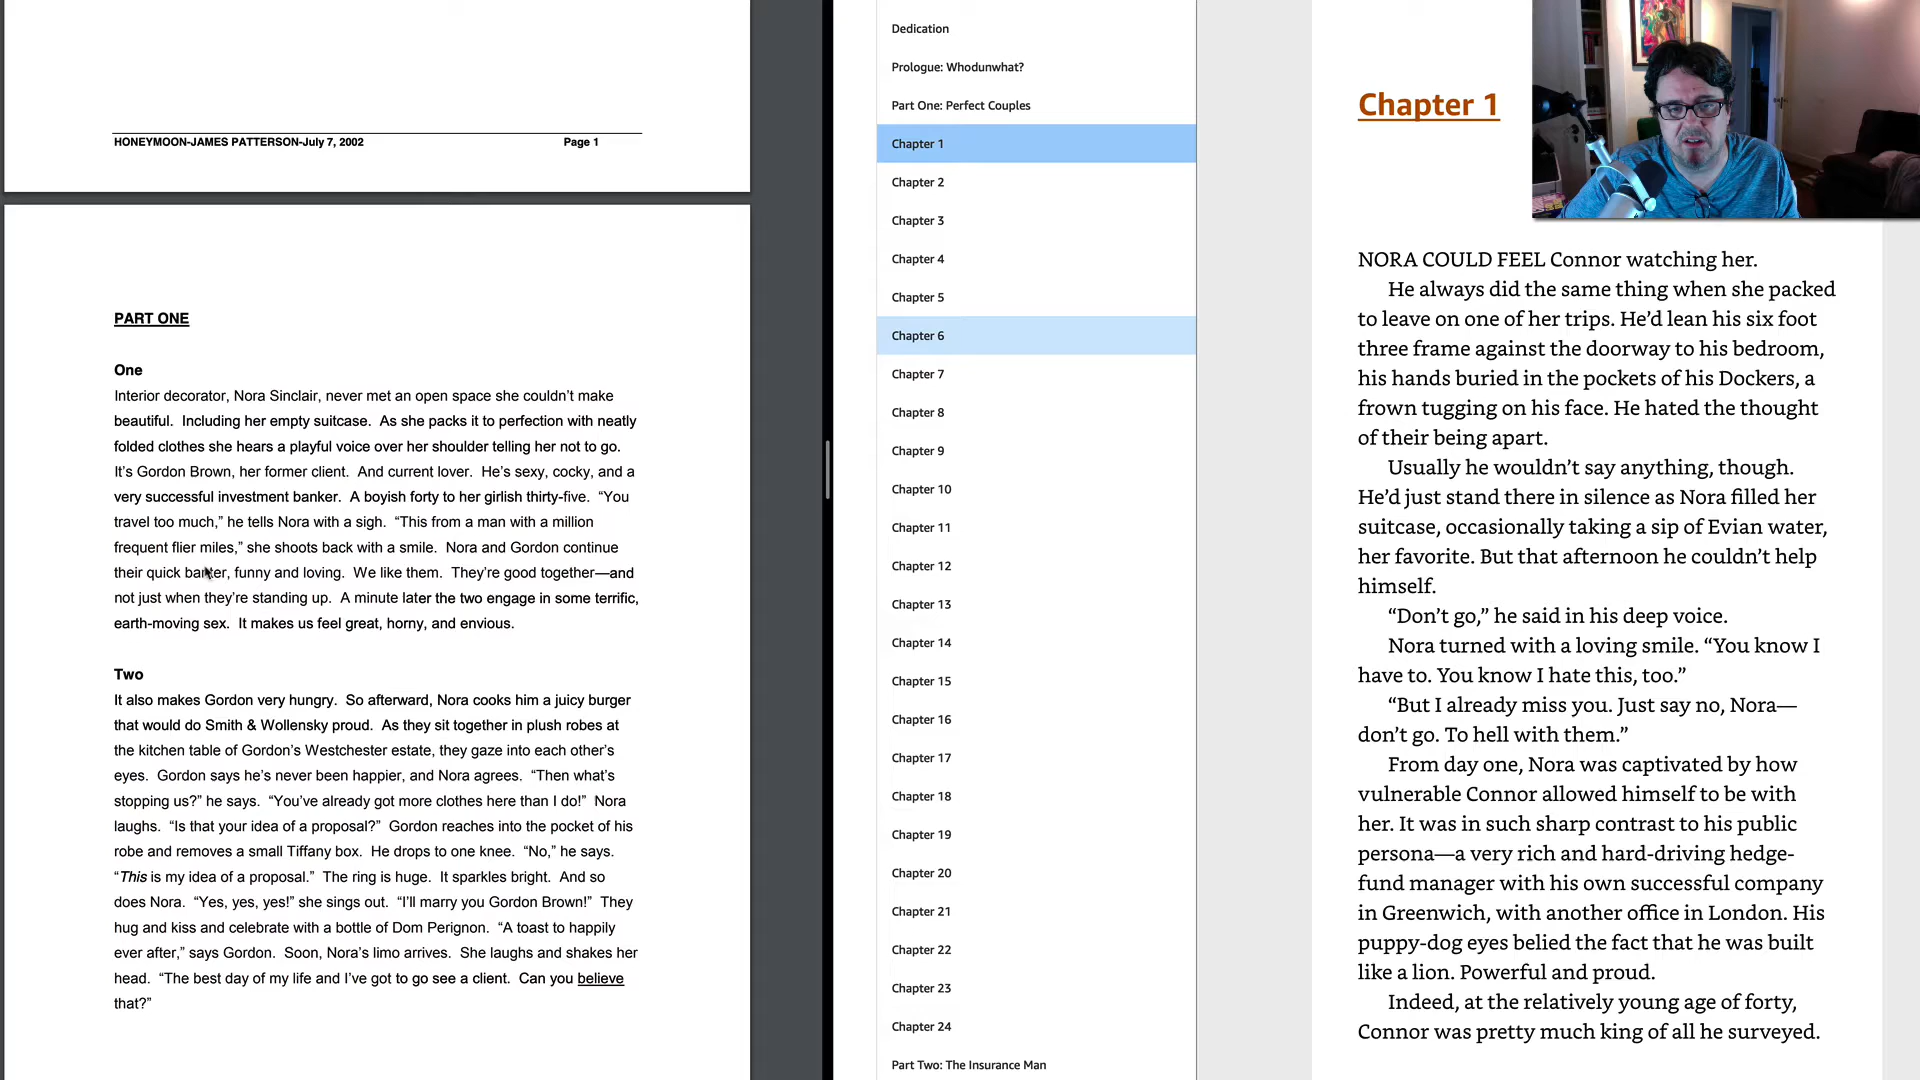 HONEYMOON-JAMES PATTERSON-July 7, 2002 Page 1
PART ONE
One
Interior decorator, Nora Sinclair, never met an open space she couldn’t make
beautiful.  Including her empty suitcase.  As she packs it to perfection with neatly
folded clothes she hears a playful voice over her shoulder telling her not to go.
It’s Gordon Brown, her former client.  And current lover.  He’s sexy, cocky, and a
very successful investment banker.  A boyish forty to her girlish thirty-five.  “You
travel too much,” he tells Nora with a sigh.  “This from a man with a million
frequent flier miles,” she shoots back with a smile.  Nora and Gordon continue
their quick banter, funny and loving.  We like them.  They’re good together—and
not just when they’re standing up.  A minute later the two engage in some terrific,
earth-moving sex.  It makes us feel great, horny, and envious.
Two
It also makes Gordon very hungry.  So afterward, Nora cooks him a juicy burger
that would do Smith & Wollensky proud.  As they sit together in plush robes at
the kitchen table of Gordon’s Westchester estate, they gaze into each other’s
eyes.  Gordon says he’s never been happier, and Nora agrees.  “Then what’s
stopping us?” he says.  “You’ve already got more clothes here than I do!”  Nora
laughs.  “Is that your idea of a proposal?”  Gordon reaches into the pocket of his
robe and removes a small Tiffany box.  He drops to one knee.  “No,” he says.
“This is my idea of a proposal.”  The ring is huge.  It sparkles bright.  And so
does Nora.  “Yes, yes, yes!” she sings out.  “I’ll marry you Gordon Brown!”  They
hug and kiss and celebrate with a bottle of Dom Perignon.  “A toast to happily
ever after,” says Gordon.  Soon, Nora’s limo arrives.  She laughs and shakes her
head.  “The best day of my life and I’ve got to go see a client.  Can you believe
that?”
Dedication
Prologue: Whodunwhat?
Part One: Perfect Couples
Chapter 1
Chapter 2
Chapter 3
Chapter 4
Chapter 5
Chapter 6
Chapter 7
Chapter 8
Chapter 9
Chapter 10
Chapter 11
Chapter 12
Chapter 13
Chapter 14
Chapter 15
Chapter 16
Chapter 17
Chapter 18
Chapter 19
Chapter 20
Chapter 21
Chapter 22
Chapter 23
Chapter 24
Part Two: The Insurance Man
Chapter 1
NORA COULD FEEL Connor watching her.
He always did the same thing when she packed
to leave on one of her trips. He’d lean his six foot
three frame against the doorway to his bedroom,
his hands buried in the pockets of his Dockers, a
frown tugging on his face. He hated the thought
of their being apart.
Usually he wouldn’t say anything, though.
He’d just stand there in silence as Nora filled her
suitcase, occasionally taking a sip of Evian water,
her favorite. But that afternoon he couldn’t help
himself.
“Don’t go,” he said in his deep voice.
Nora turned with a loving smile. “You know I
have to. You know I hate this, too.”
“But I already miss you. Just say no, Nora—
don’t go. To hell with them.”
From day one, Nora was captivated by how
vulnerable Connor allowed himself to be with
her. It was in such sharp contrast to his public
persona—a very rich and hard-driving hedge-
fund manager with his own successful company
in Greenwich, with another office in London. His
puppy-dog eyes belied the fact that he was built
like a lion. Powerful and proud.
Indeed, at the relatively young age of forty,
Connor was pretty much king of all he surveyed.